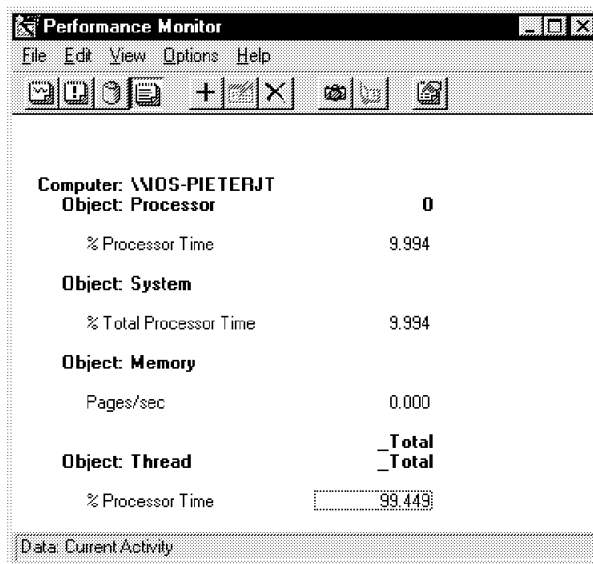 Performance Monitor
File Edit View Options Help
Computer: \\IOS-PIETERJT
Object: Processor 0
% Processor Time 9.994
Object: System
% Total Processor Time 9.994
Object: Memory
Pages/sec 0.000
_Total
Object: Thread _Total
% Processor Time 99.449
Data: Current Activity